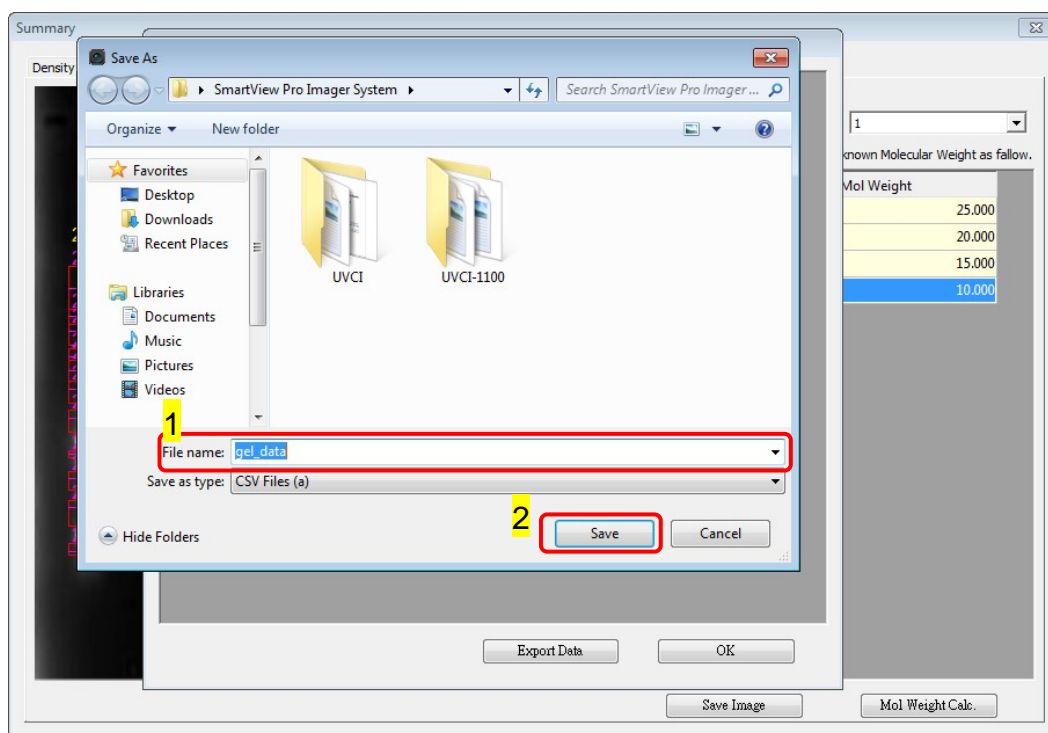 Summary
Density
Save As
SmartView Pro Imager System
Search SmartView Pro Imager ...
Organize
New folder
1
known Molecular Weight as fallow.
Favorites
Desktop
Downloads
Recent Places
Libraries
Documents
Music
Pictures
Videos
UVCI
UVCI-1100
Mol Weight
25.000
20.000
15.000
10.000
1
File name: gel_data
Save as type: CSV Files (a)
2
Hide Folders
Save
Cancel
Export Data
OK
Save Image
Mol Weight Calc.